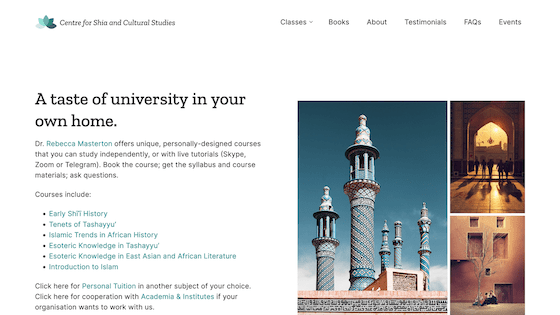 Centre for Shia and Cultural Studies
Classes
Books
About
Testimonials
FAQs
Events
A taste of university in your
own home.
Dr. Rebecca Masterton offers unique, personally-designed courses
that you can study independently, or with live tutorials (Skype,
Zoom or Telegram). Book the course; get the syllabus and course
materials; ask questions.
Courses include:
Early Shi'i History
Tenets of Tashayyu'
Islamic Trends in African History
Esoteric Knowledge in Tashayyu'
Esoteric Knowledge in East Asian and African Literature
Introduction to Islam
Click here for Personal Tuition in another subject of your choice.
Click here for cooperation with Academia & Institutes if your
organisation wants to work with us.